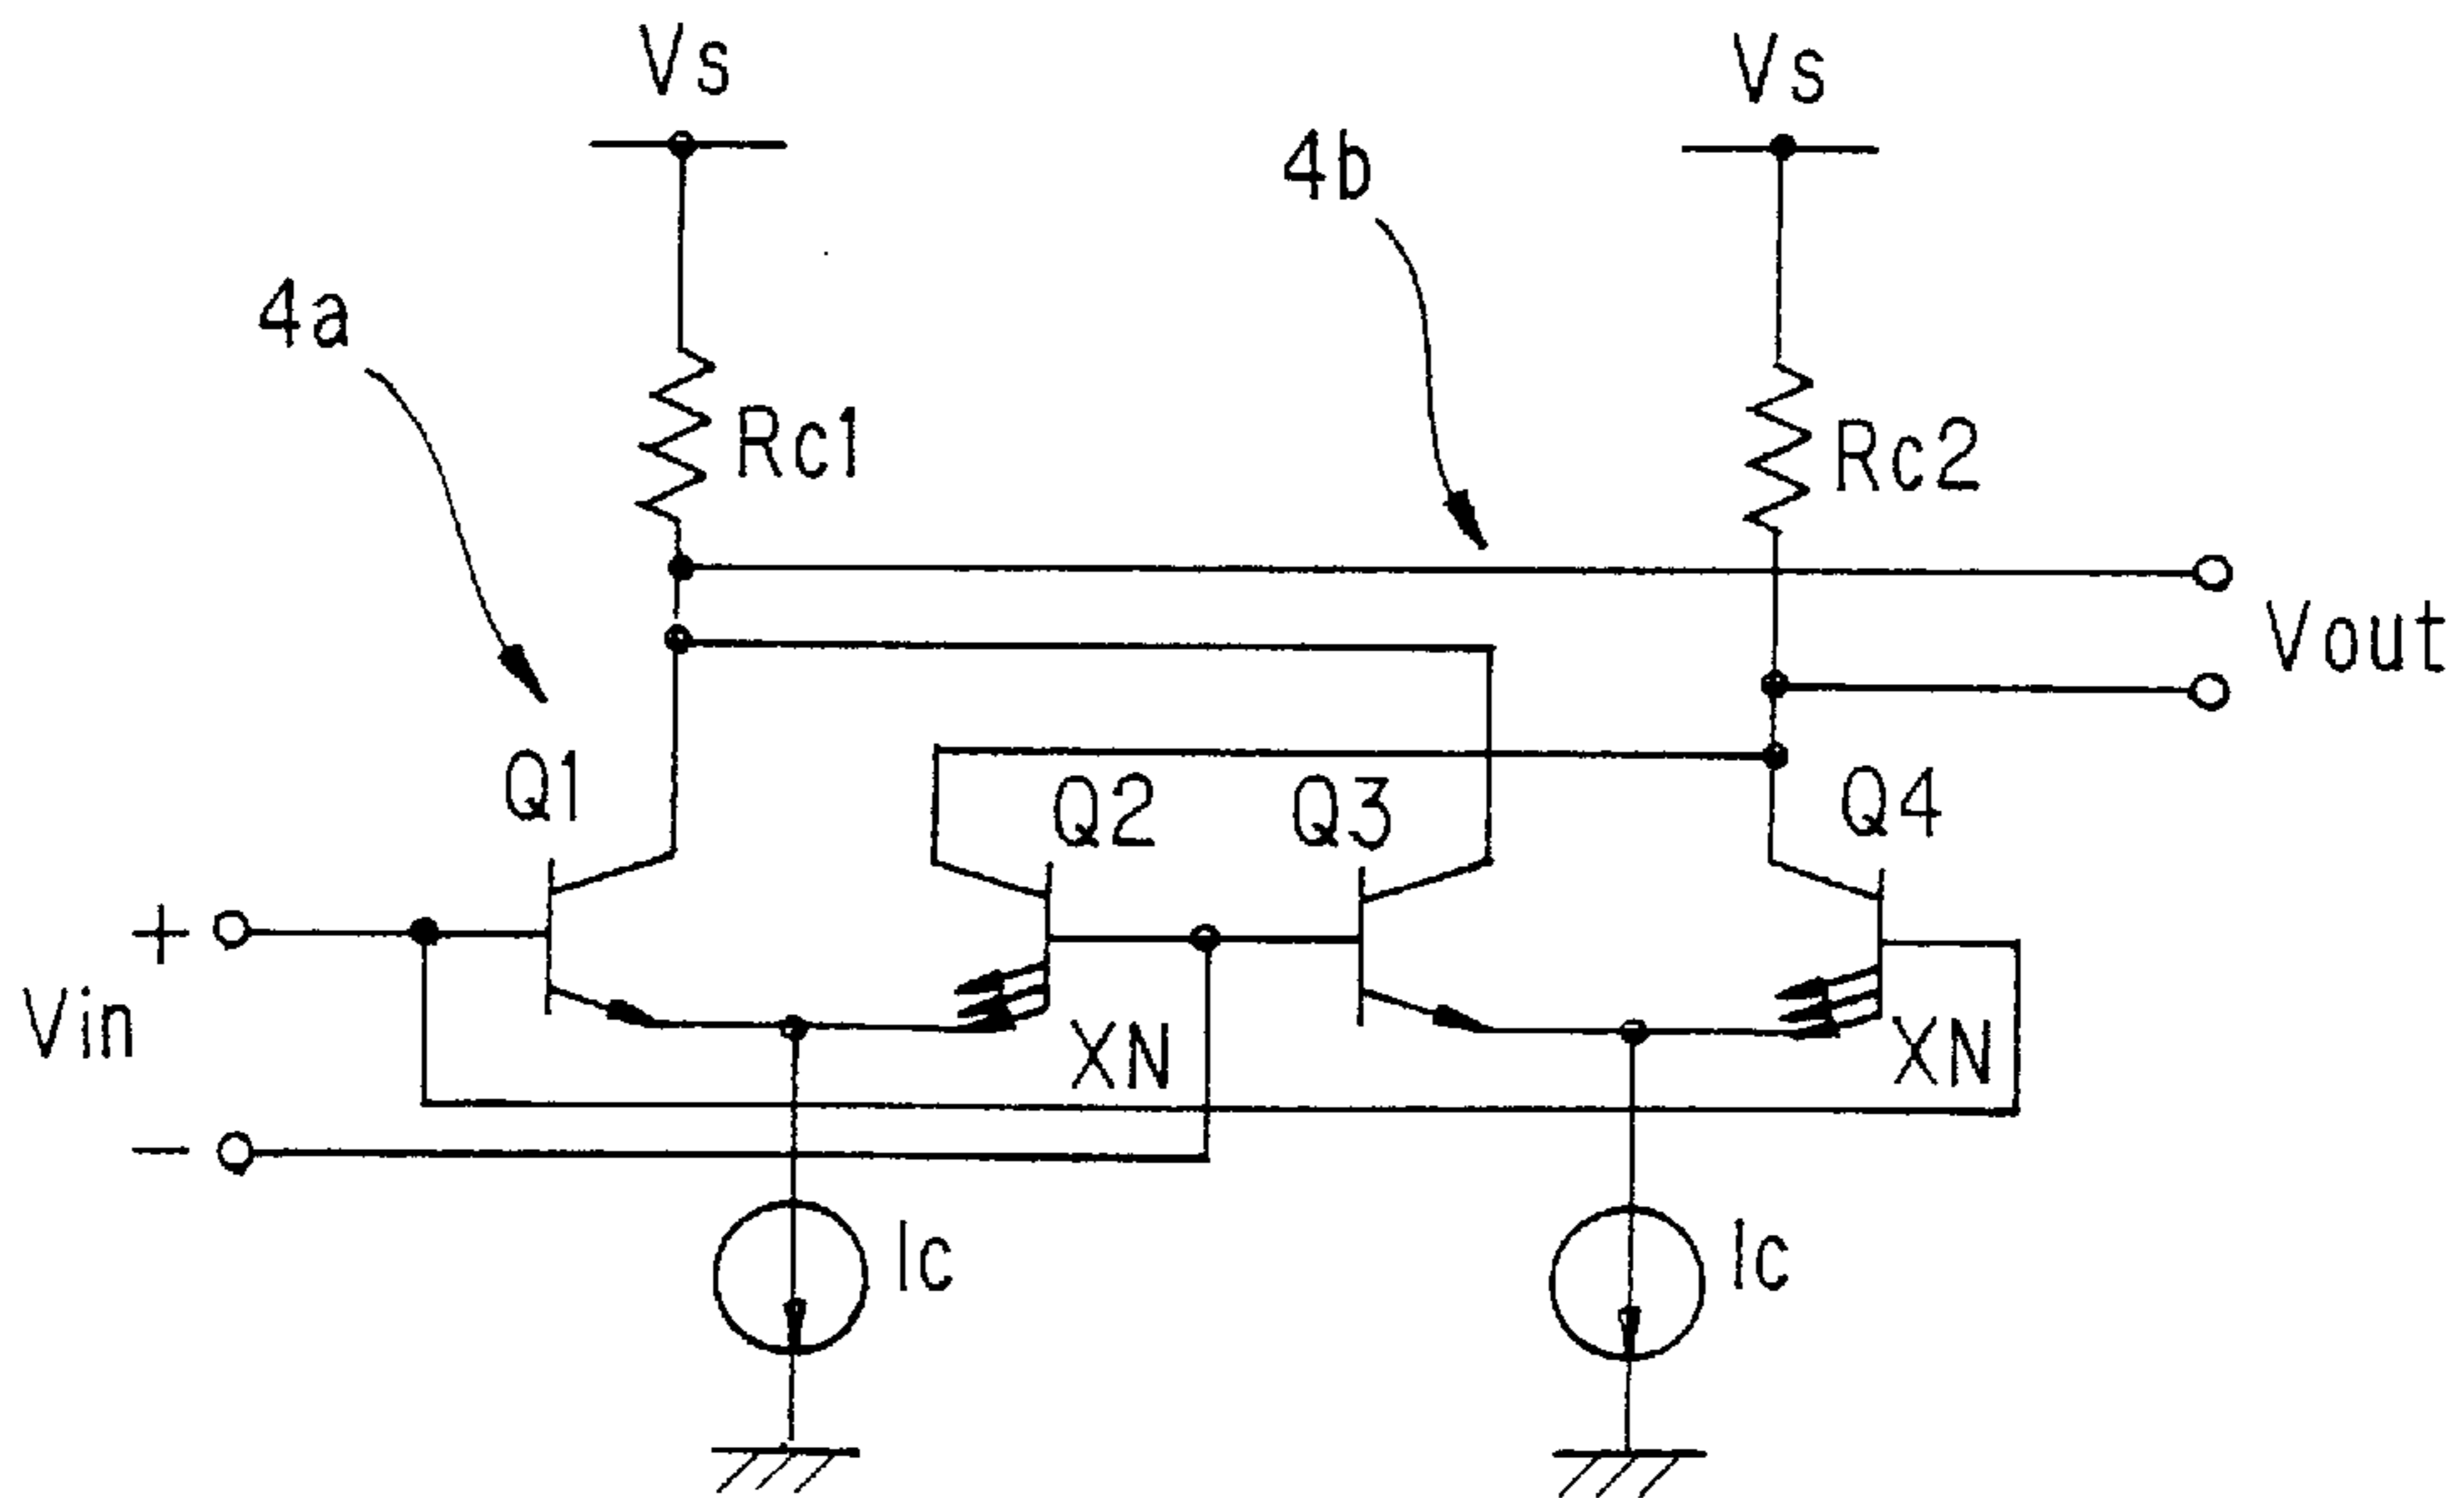 Vs
Vs
4b
4a
Rc1
Rc2
Vout
Q1
Q2
Q3
Q4
+
Vin
XN
XN
−
Ic
Ic